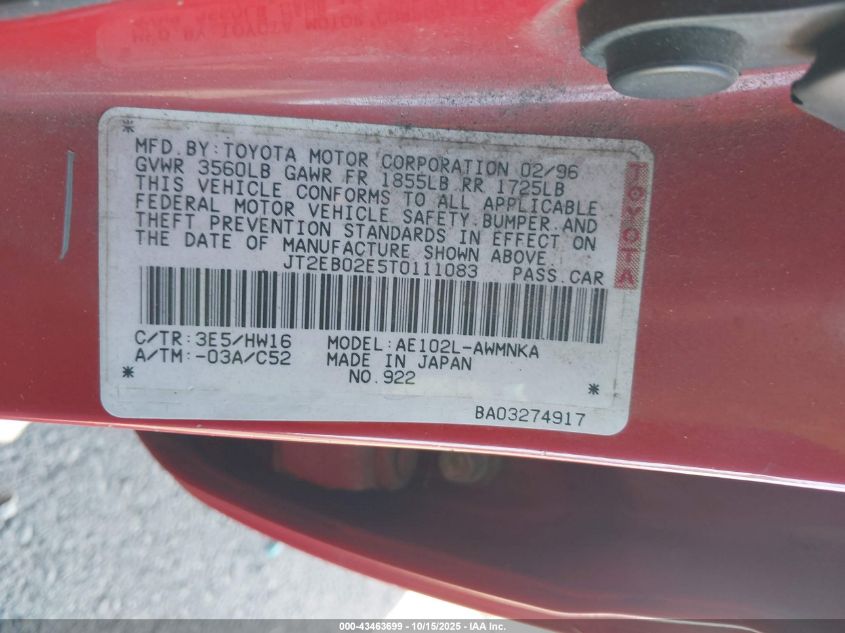 MFD. BY: TOYOTA MOTOR CORPORATION 02/96
GVWR 3560LB GAWR FR 1855LB RR 1725LB
THIS VEHICLE CONFORMS TO ALL APPLICABLE
FEDERAL MOTOR VEHICLE SAFETY.BUMPER.AND
THEFT PREVENTION STANDARDS IN EFFECT ON
THE DATE OF MANUFACTURE SHOWN ABOVE.
JT2EB02E5T0111083 PASS.CAR
TOYOTA
C/TR: 3E5/HW16 MODEL: AE102L-AWMNKA
A/TM: -03A/C52 MADE IN JAPAN
NO.922
BA03274917
000-43463699 - 10/15/2025 - IAA Inc.